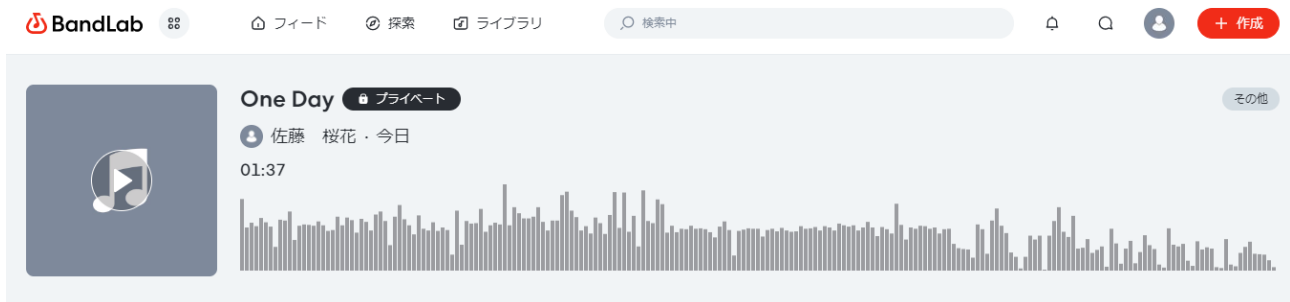 BandLab フィード 探索 ライブラリ 検索中 作成
One Day プライベート その他
佐藤　桜花 · 今日
01:37